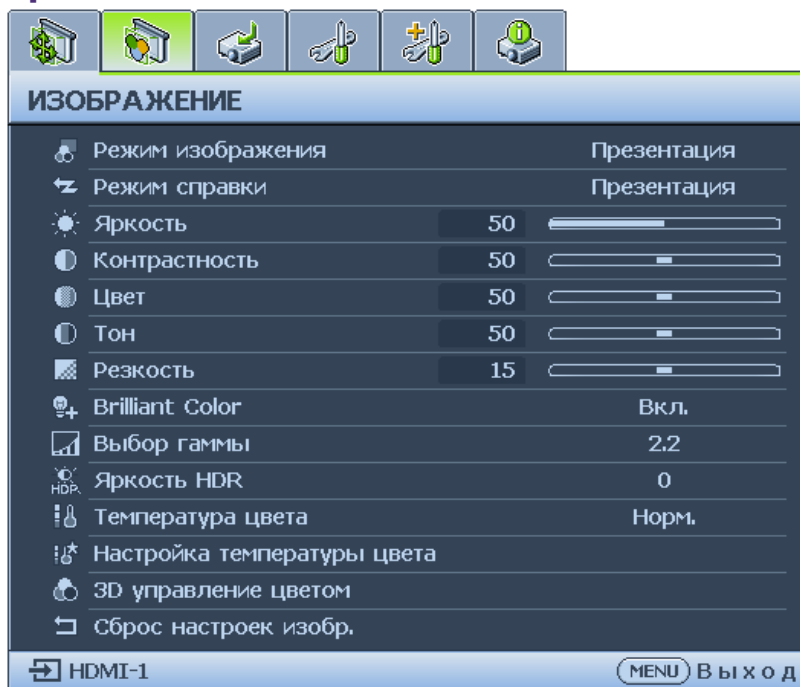 ИЗОБРАЖЕНИЕ
Режим изображения Презентация
Режим справки Презентация
Яркость 50
Контрастность 50
Цвет 50
Тон 50
Резкость 15
Brilliant Color Вкл.
Выбор гаммы 2.2
HDR Яркость HDR 0
Температура цвета Норм.
Настройка температуры цвета
3D управление цветом
Сброс настроек изобр.
HDMI-1 MENU Выход